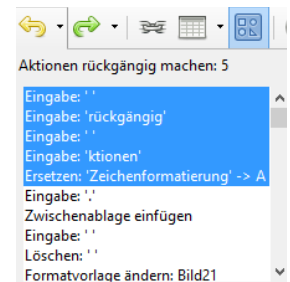 Aktionen rückgängig machen: 5
Eingabe: ' '
Eingabe: 'rückgängig'
Eingabe: ' '
Eingabe: 'ktionen'
Ersetzen: 'Zeichenformatierung' -> A
Eingabe: '.'
Zwischenablage einfügen
Eingabe: ' '
Löschen: ' '
Formatvorlage ändern: Bild21